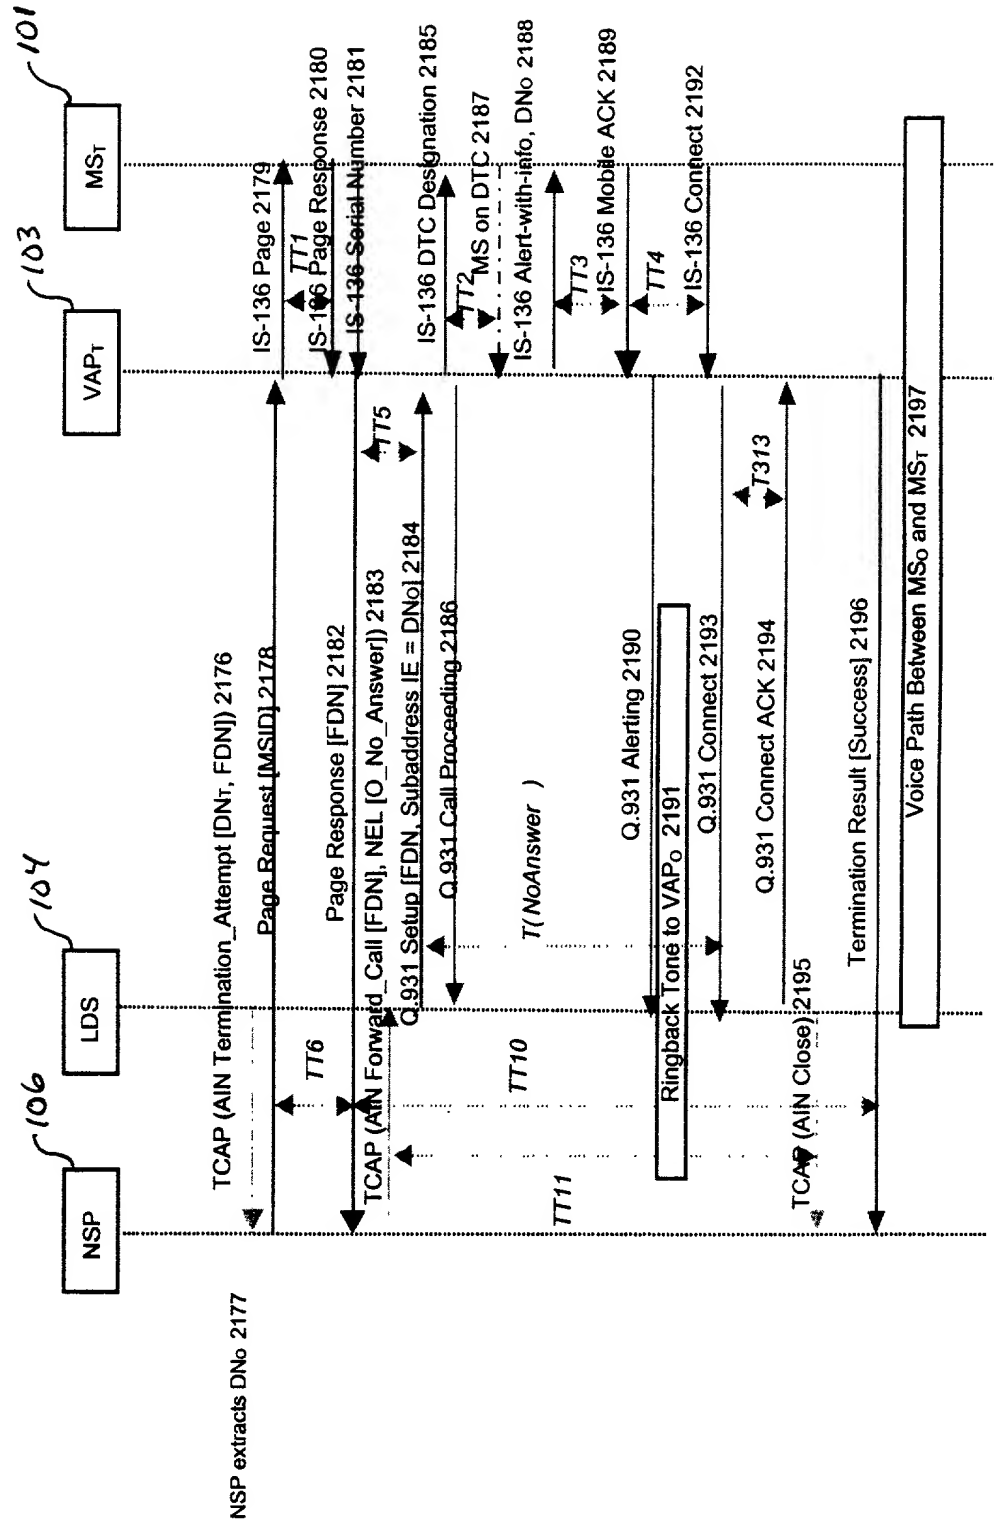 106
104
103
101
NSP
LDS
VAPT
MST
NSP extracts DNO 2177
TCAP (AIN Termination_Attempt [DNT, FDN]) 2176
Page Request [MSID] 2178
IS-136 Page 2179
TT1
IS-136 Page Response 2180
IS-136 Serial Number 2181
TT6
Page Response [FDN] 2182
TCAP (AIN Forward_Call [FDN], NEL [O_No_Answer]) 2183
TT5
Q.931 Setup [FDN, Subaddress IE = DNO] 2184
IS-136 DTC Designation 2185
Q.931 Call Proceeding 2186
TT2
MS on DTC 2187
IS-136 Alert-with-info, DNO 2188
T(NoAnswer )
TT10
TT11
TT3
IS-136 Mobile ACK 2189
TT4
Q.931 Alerting 2190
Ringback Tone to VAPO 2191
IS-136 Connect 2192
Q.931 Connect 2193
T313
Q.931 Connect ACK 2194
TCAP (AIN Close) 2195
Termination Result [Success] 2196
Voice Path Between MSO and MST 2197